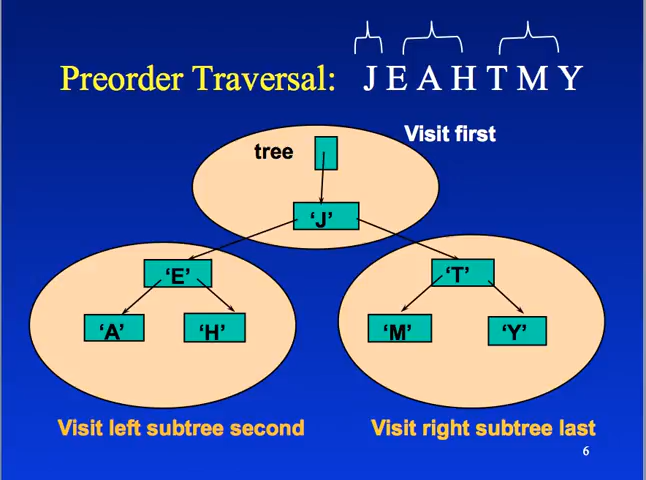 Preorder Traversal: J E A H T M Y
Visit first
tree
‘J’
‘E’
‘T’
‘A’ ‘H’
‘M’ ‘Y’
Visit left subtree second
Visit right subtree last
6